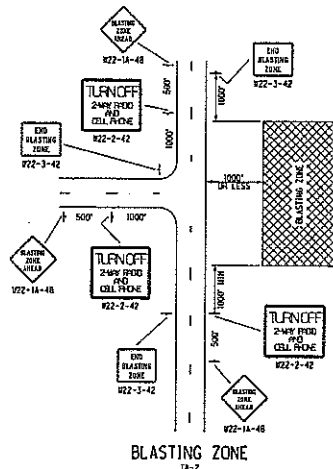 BLASTING
ZONE
AHEAD
W22-1A-48
500'
TURN OFF
2-WAY RADIO
AND
CELL PHONE
W22-2-42
1000'
END
BLASTING
ZONE
W22-3-42
1000'
END
BLASTING
ZONE
W22-3-42
BLASTING ZONE
1000'
OR LESS
500'
1000'
BLASTING
ZONE
AHEAD
W22-1A-48
TURN OFF
2-WAY RADIO
AND
CELL PHONE
W22-2-42
1000' MIN
500'
TURN OFF
2-WAY RADIO
AND
CELL PHONE
W22-2-42
END
BLASTING
ZONE
W22-3-42
BLASTING
ZONE
AHEAD
W22-1A-48
BLASTING ZONE
TA-2